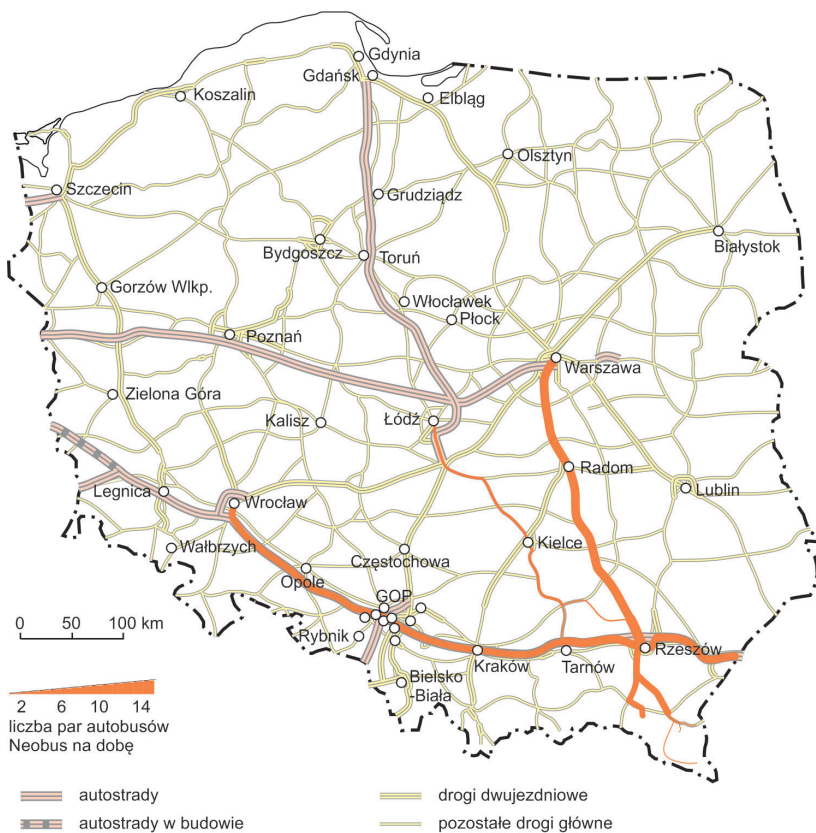 Gdynia
Gdańsk
Koszalin
Elbląg
Olsztyn
Szczecin
Grudziądz
Białystok
Bydgoszcz
Toruń
Gorzów Wlkp.
Włocławek
Płock
Poznań
Warszawa
Zielona Góra
Kalisz
Łódź
Radom
Legnica
Wrocław
Lublin
Wałbrzych
Kielce
Częstochowa
Opole
GOP
0 50 100 km
Rybnik
Kraków
Tarnów
Rzeszów
Bielsko
-Biała
2 6 10 14
liczba par autobusów
Neobus na dobę
autostrady
drogi dwujezdniowe
autostrady w budowie
pozostałe drogi główne